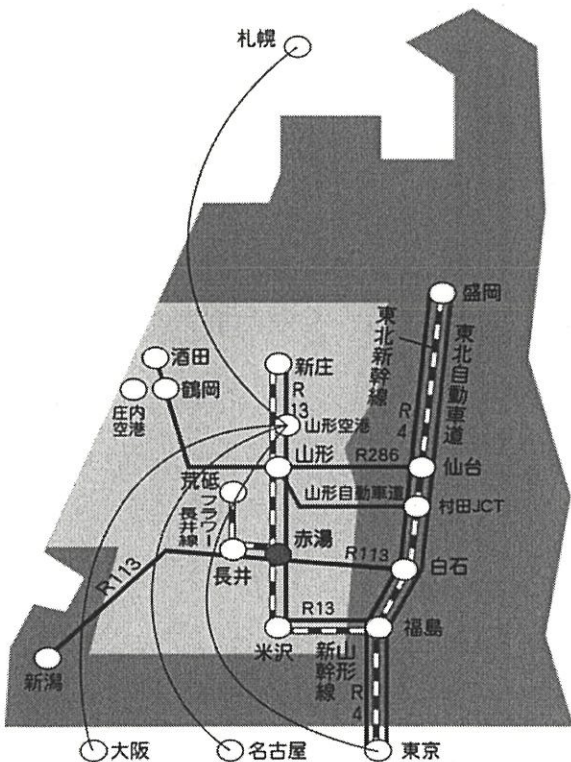 札幌
盛岡
東北新幹線
東北自動車道
R4
酒田
鶴岡
庄内
空港
新庄
R
13
山形空港
山形
R286
仙台
荒砥
フラワー
長井線
山形自動車道
村田JCT
赤湯
長井
R113
白石
R113
R13
米沢
福島
山形
新幹線
R4
新潟
大阪
名古屋
東京